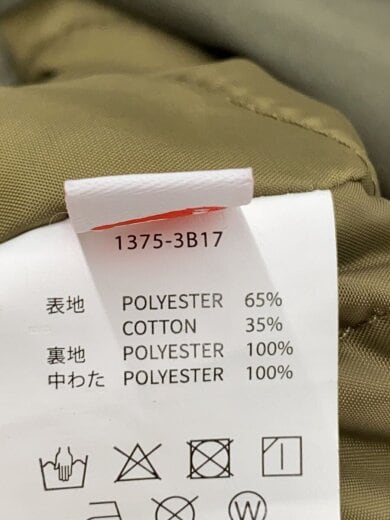 1375-3B17
表地 POLYESTER 65%
COTTON 35%
裏地 POLYESTER 100%
中わた POLYESTER 100%
W